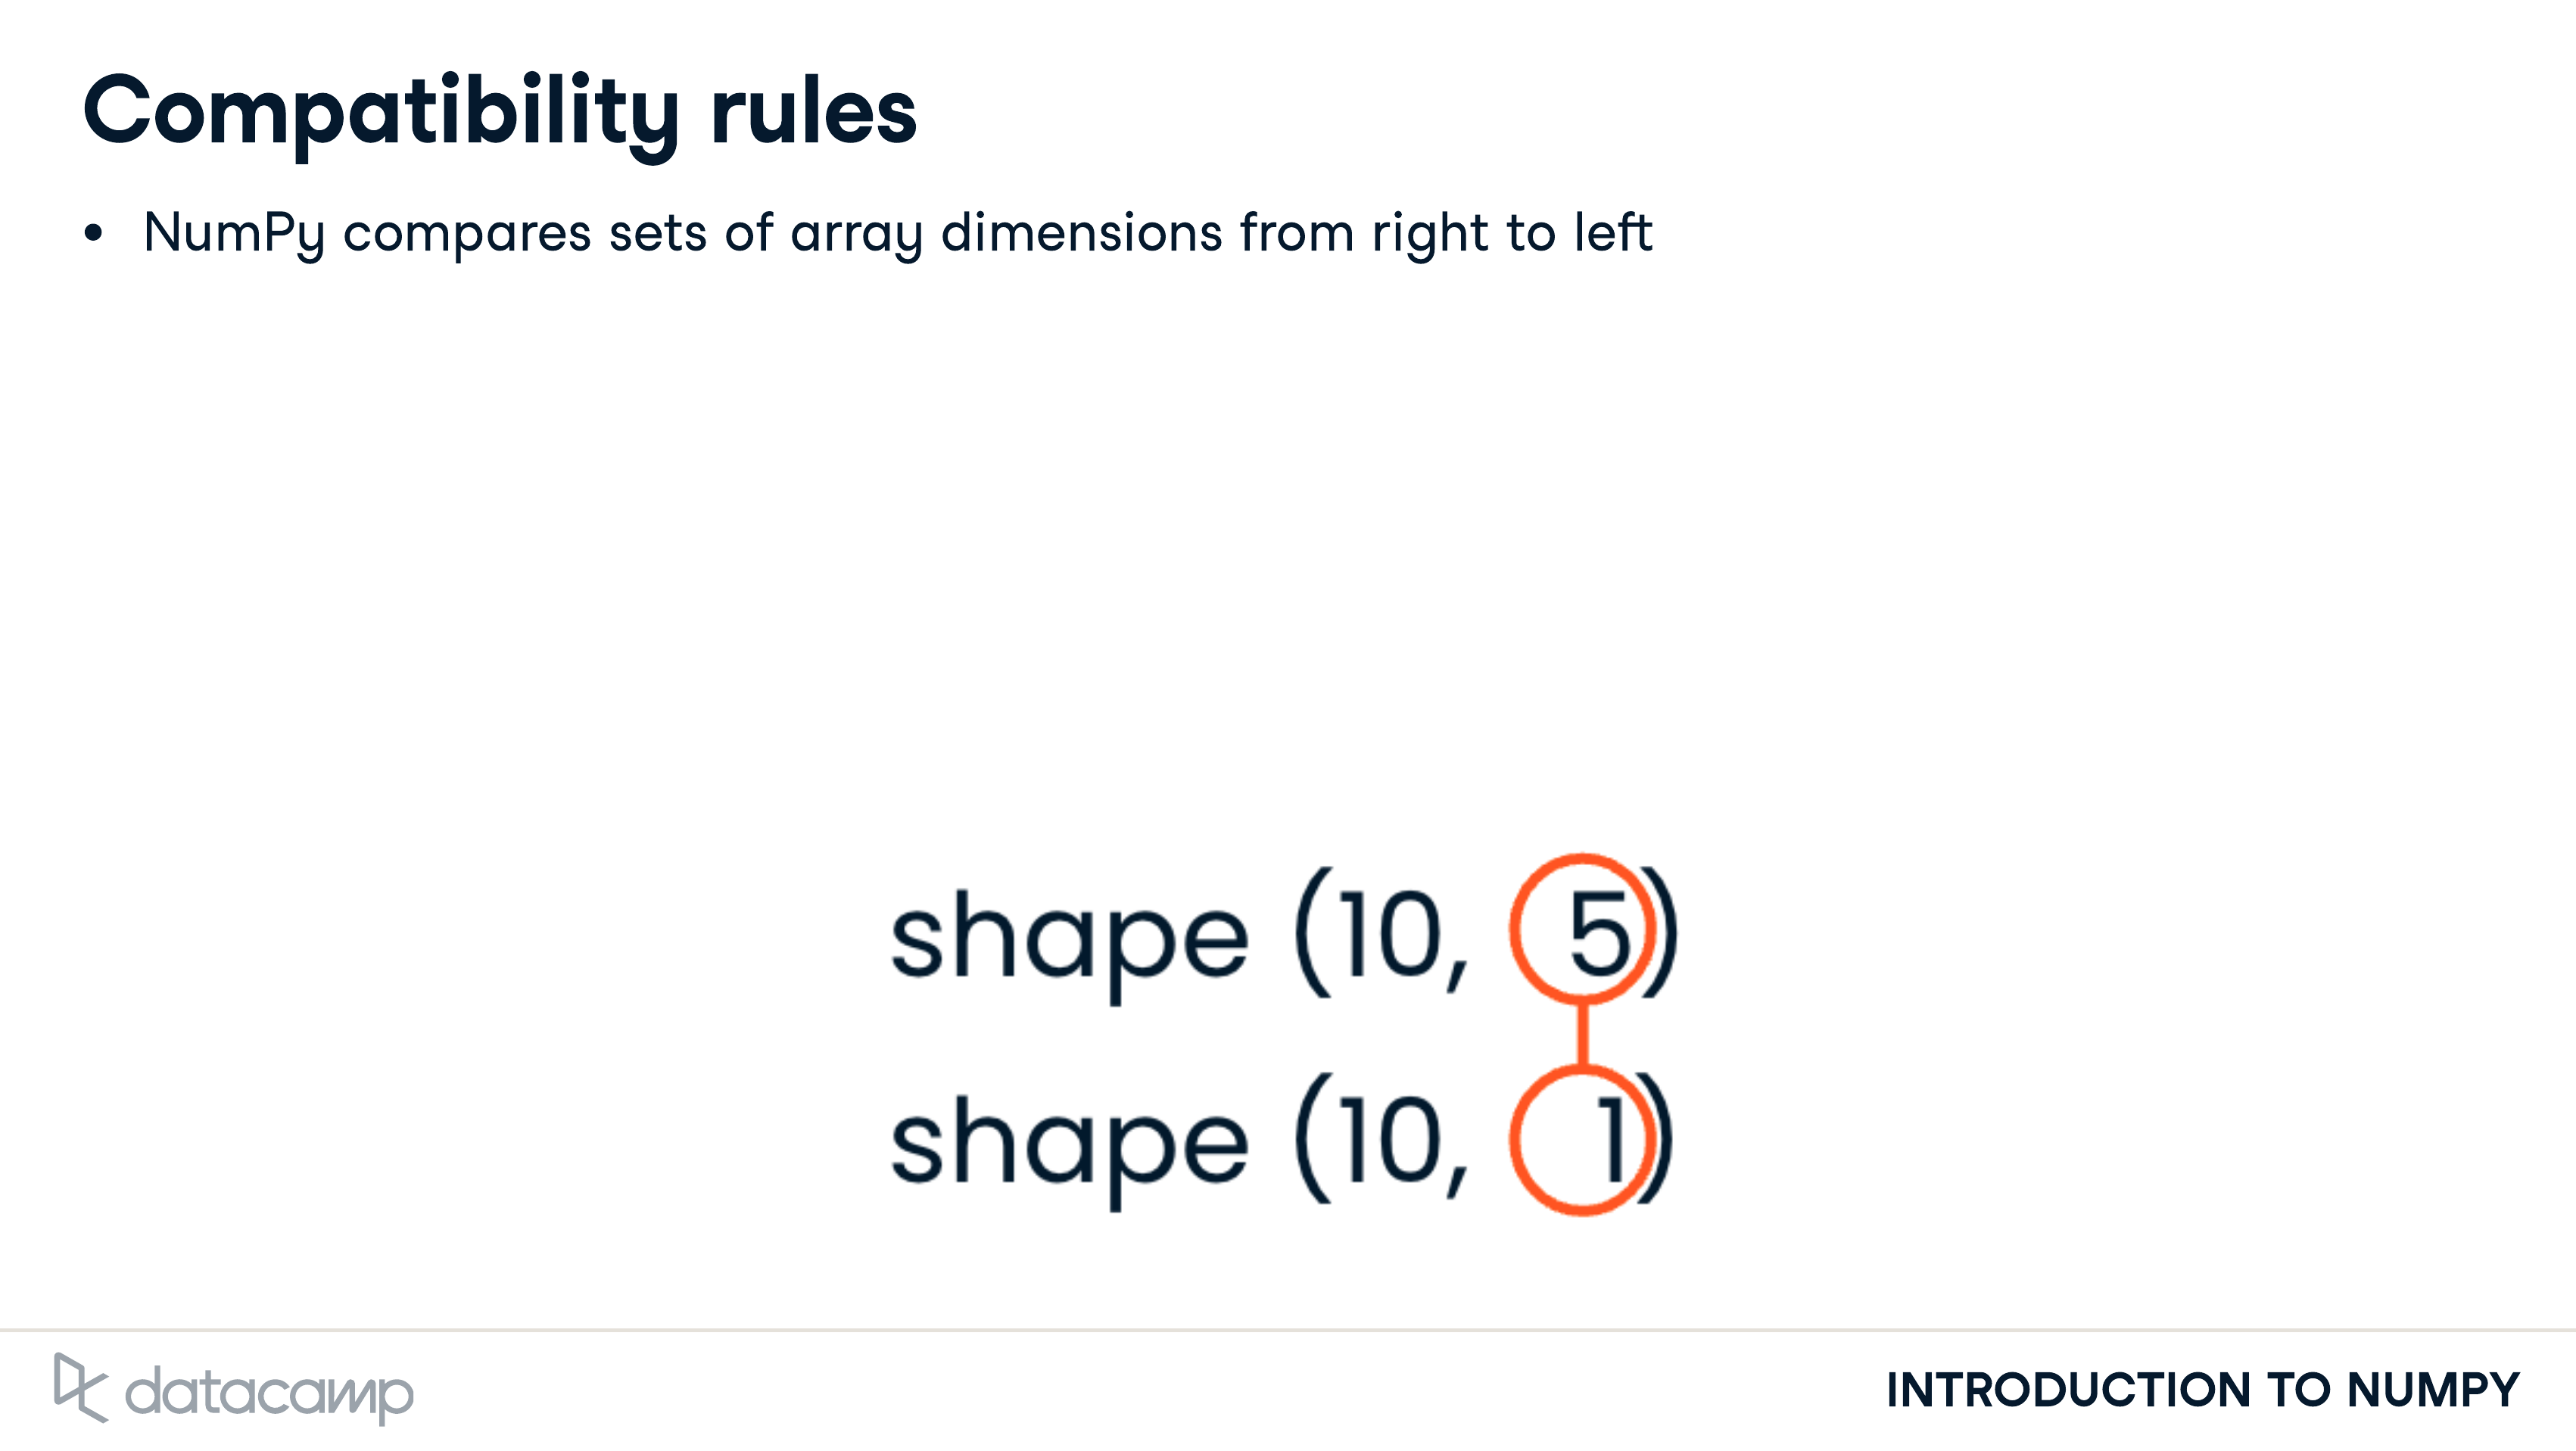 Compatibility rules
• NumPy compares sets of array dimensions from right to left
shape (10, 5)
shape (10, 1)
datacamp
INTRODUCTION TO NUMPY